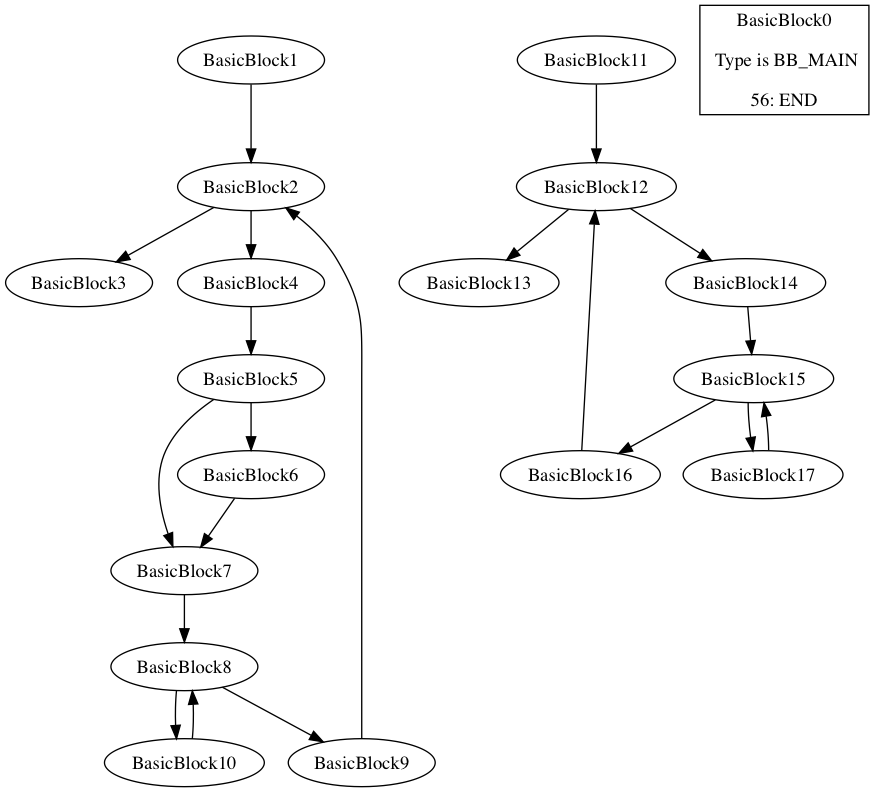 BasicBlock0
Type is BB_MAIN
56: END
BasicBlock1
BasicBlock11
BasicBlock2
BasicBlock12
BasicBlock3
BasicBlock4
BasicBlock13
BasicBlock14
BasicBlock5
BasicBlock15
BasicBlock6
BasicBlock16
BasicBlock17
BasicBlock7
BasicBlock8
BasicBlock10
BasicBlock9